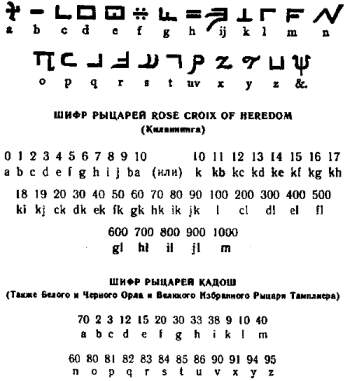 a b c d e f g h ij k l m n
o p q r s t uv x y z &.
ШИФР РЫЦАРЕЙ ROSE CROIX OF HEREDOM
(Килвининга)
0 1 2 3 4 5 6 7 8 9 10 10 11 12 13 14 15 16 17
a b c d e f g h i j ba (или) k kb kc kd ke kf kg kh
18 19 20 30 40 50 60 70 80 90 100 200 300 400 500
ki kj ck dk ek fk gk hk ik jk l cl dl el fl
600 700 800 900 1000
gl hl il jl m
ШИФР РЫЦАРЕЙ КАДОШ
(Также Белого и Черного Орла и Великого Избранного Рыцаря Тамплиера)
70 2 3 12 15 20 30 33 38 9 10 40
a b c d e f g h i k l m
60 80 81 82 83 84 85 86 90 91 94 95
n o p q r s t u v x y z